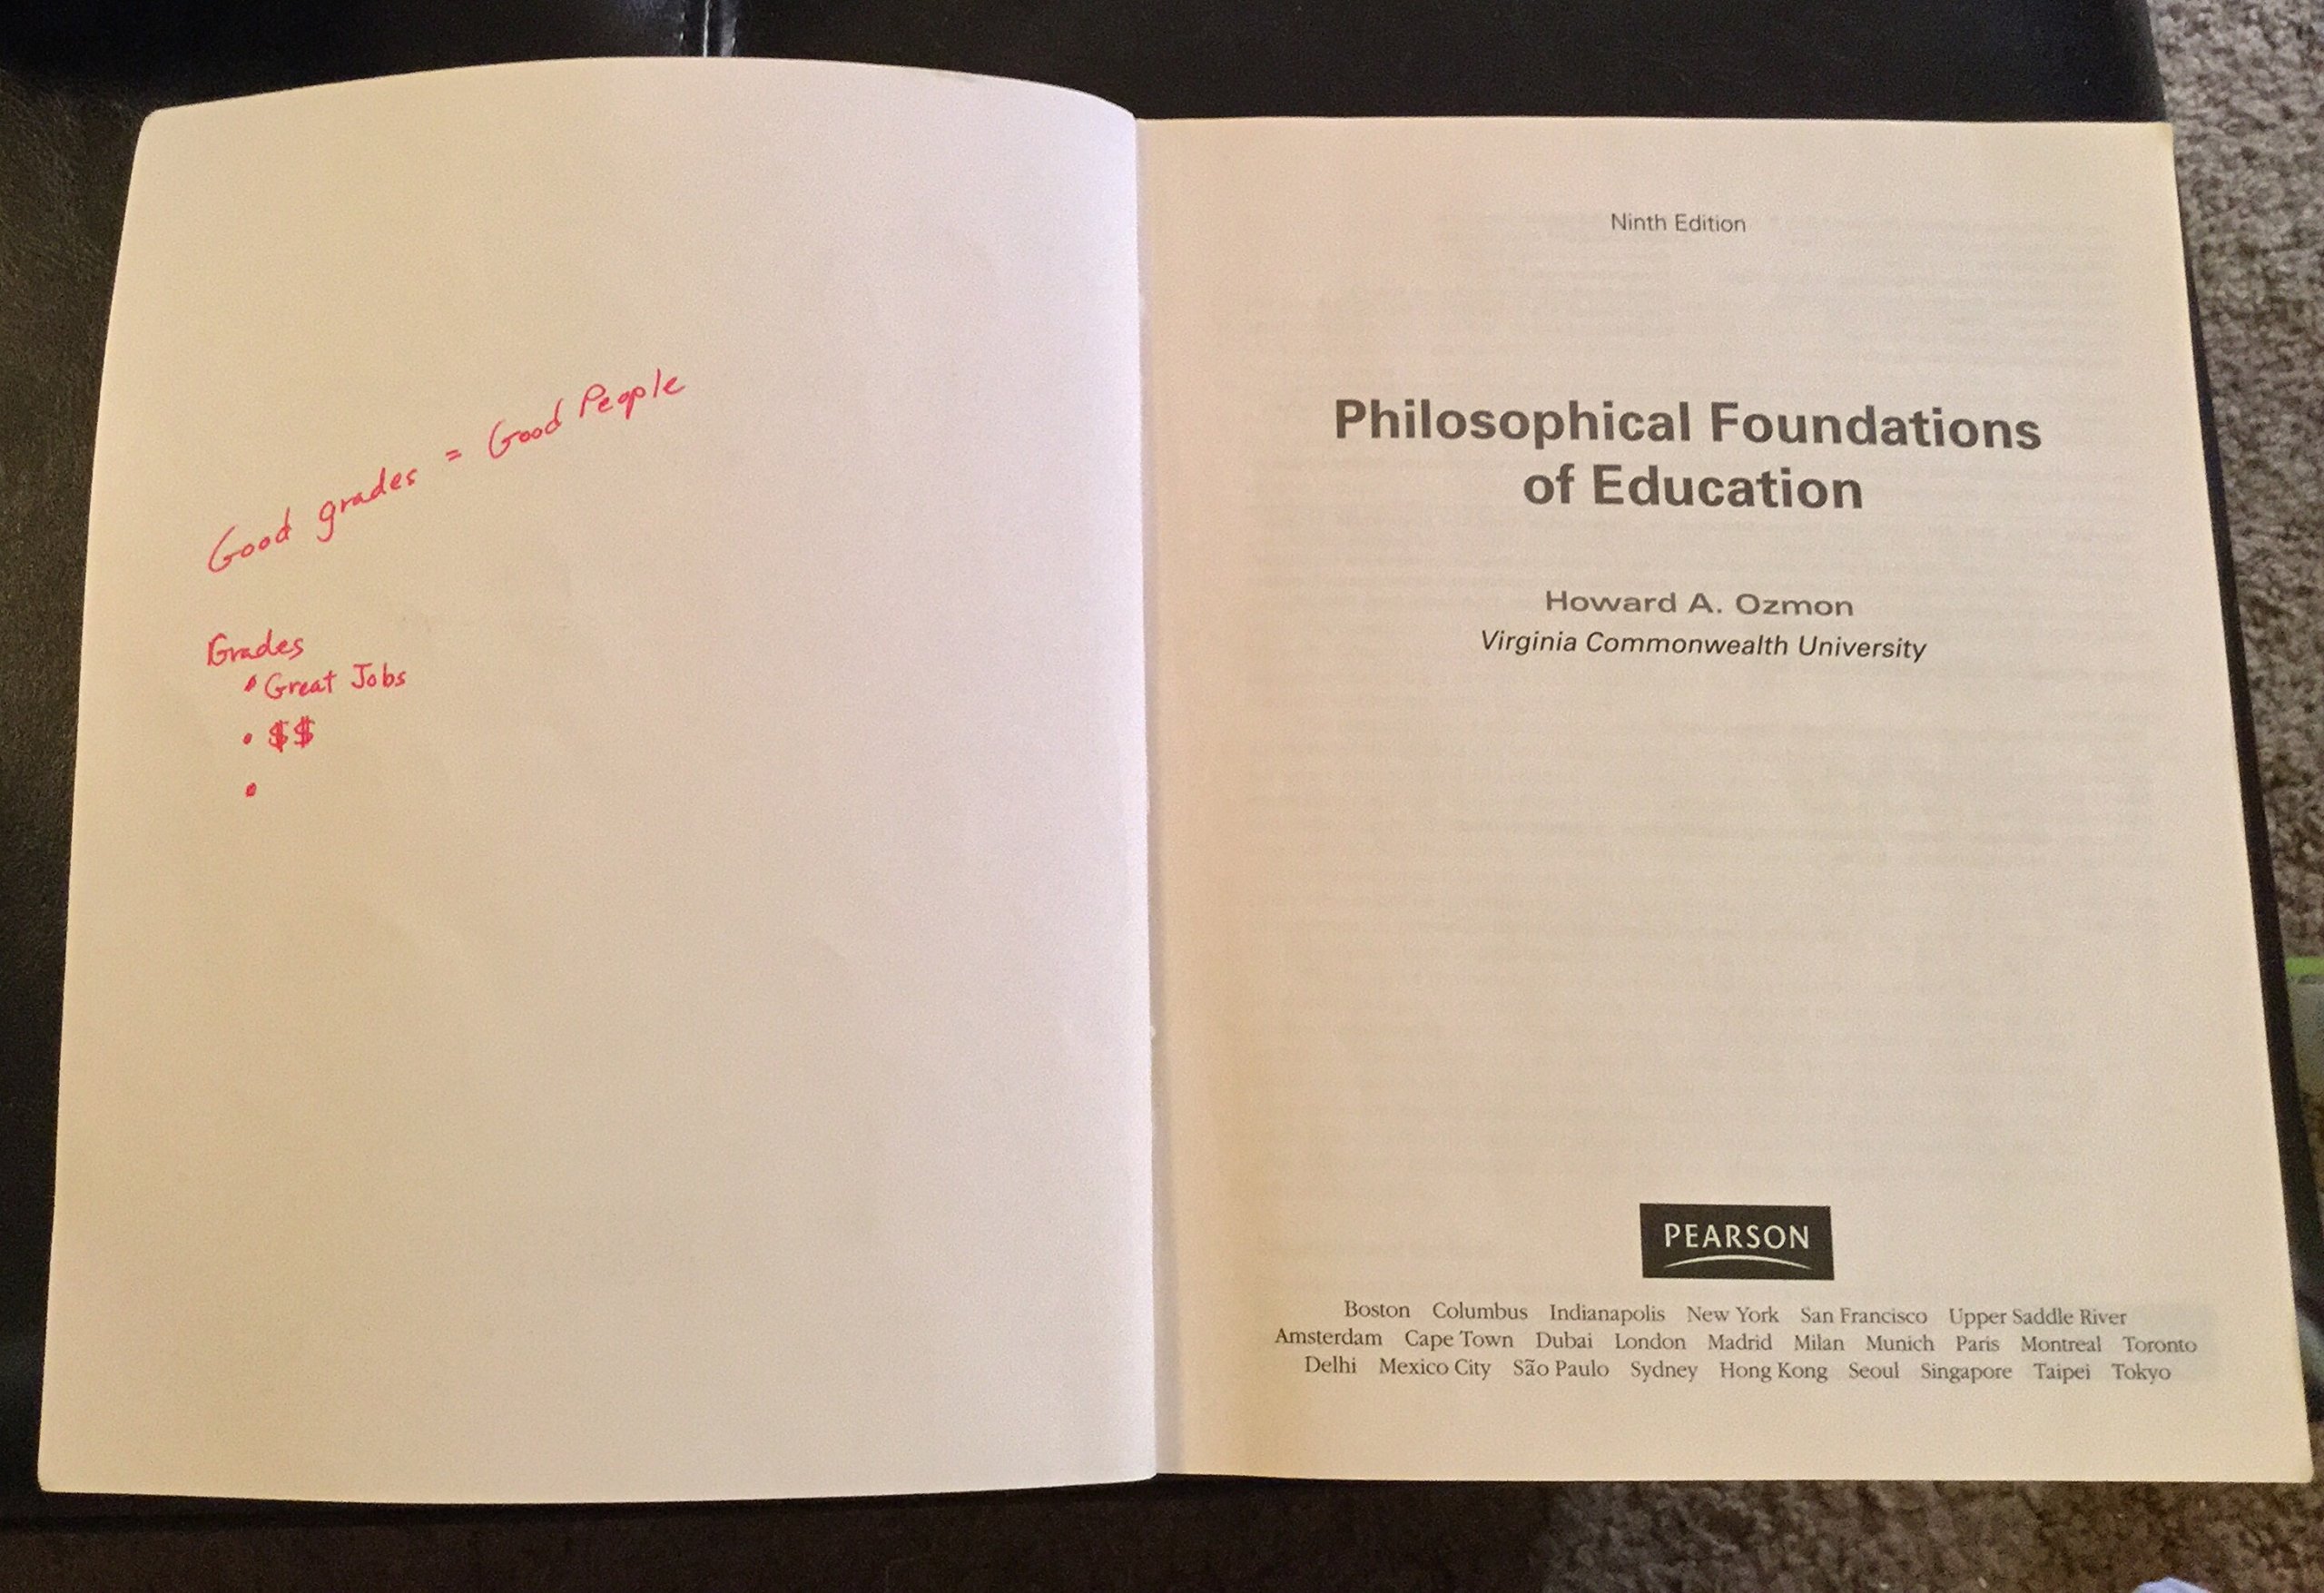 Good grades = Good People
Grades
• Great Jobs
• $$
•
Ninth Edition
Philosophical Foundations
of Education
Howard A. Ozmon
Virginia Commonwealth University
PEARSON
Boston Columbus Indianapolis New York San Francisco Upper Saddle River
Amsterdam Cape Town Dubai London Madrid Milan Munich Paris Montreal Toronto
Delhi Mexico City São Paulo Sydney Hong Kong Seoul Singapore Taipei Tokyo